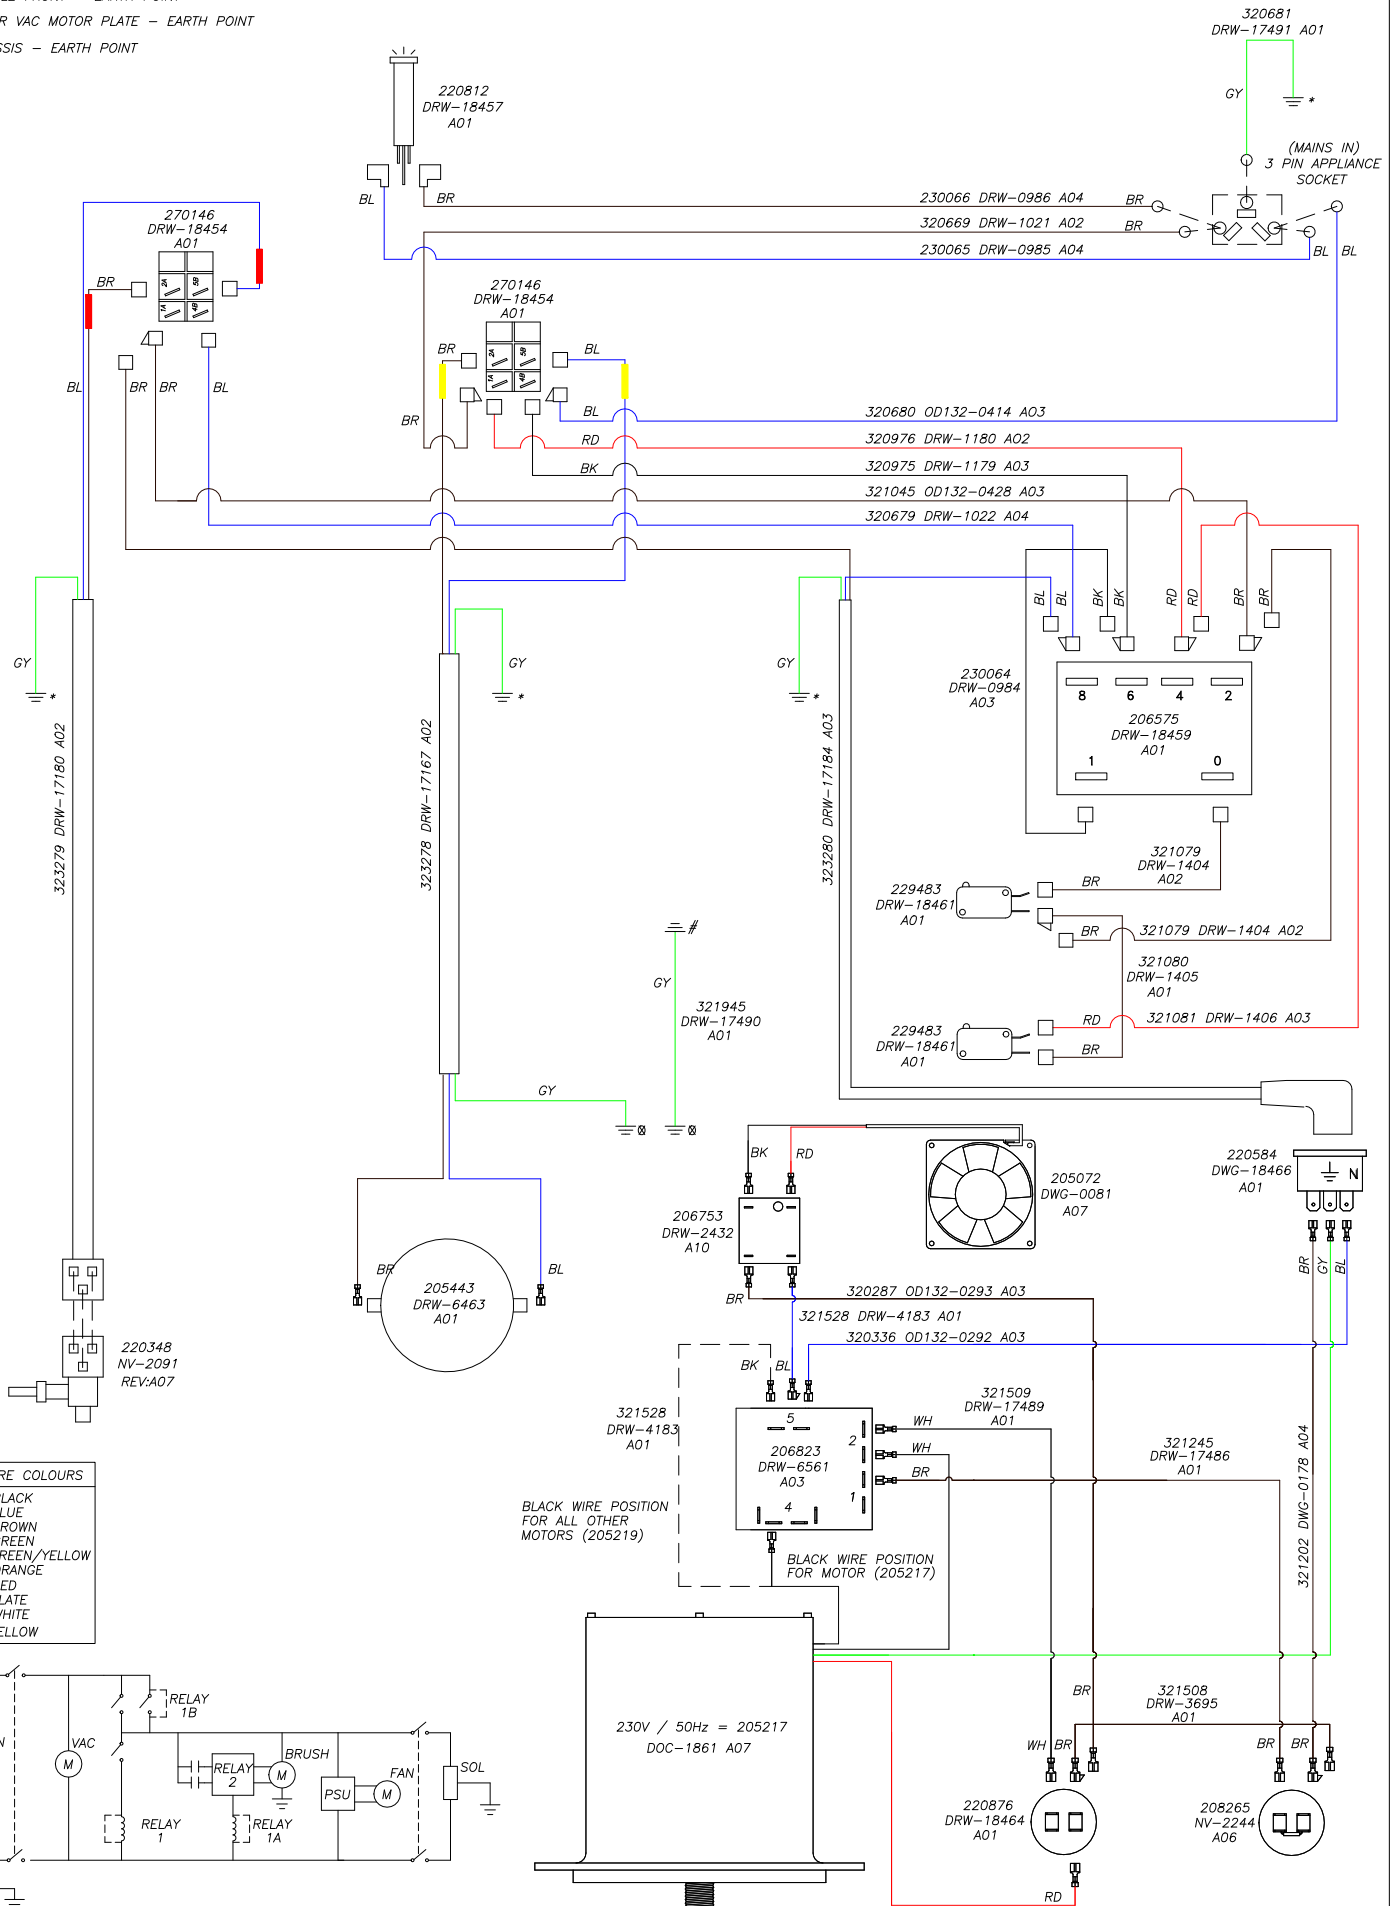 R VAC MOTOR PLATE - EARTH POINT
SIS - EARTH POINT
320681
DRW-17491 A01
GY
*
220812
DRW-18457
A01
(MAINS IN)
3 PIN APPLIANCE
SOCKET
BL
BR
230066 DRW-0986 A04
BR
320669 DRW-1021 A02
BR
230065 DRW-0985 A04
BL
BL
270146
DRW-18454
A01
BR
2A
5B
1A
4B
270146
DRW-18454
A01
BR
2A
5B
1A
4B
BL
BL
BR
BR
BL
BR
BL
320680 OD132-0414 A03
RD
320976 DRW-1180 A02
BK
320975 DRW-1179 A03
321045 OD132-0428 A03
320679 DRW-1022 A04
BL
BL
BK
BK
RD
RD
BR
BR
GY
*
GY
*
GY
*
230064
DRW-0984
A03
8
6
4
2
206575
DRW-18459
A01
1
0
323279 DRW-17180 A02
323278 DRW-17167 A02
323280 DRW-17184 A03
321079
DRW-1404
A02
BR
229483
DRW-18461
A01
BR
321079 DRW-1404 A02
#
GY
321080
DRW-1405
A01
321945
DRW-17490
A01
RD
321081 DRW-1406 A03
229483
DRW-18461
A01
BR
GY
BK
RD
205072
DWG-0081
A07
220584
DWG-18466
A01
N
206753
DRW-2432
A10
BR
GY
BL
BR
BL
205443
DRW-6463
A01
BR
320287 OD132-0293 A03
321528 DRW-4183 A01
320336 OD132-0292 A03
220348
NV-2091
REV:A07
BK
BL
321528
DRW-4183
A01
321509
DRW-17489
A01
WH
5
2
WH
206823
DRW-6561
A03
BR
1
4
321245
DRW-17486
A01
321202 DWG-0178 A04
BLACK WIRE POSITION
FOR ALL OTHER
MOTORS (205219)
BLACK WIRE POSITION
FOR MOTOR (205217)
RE COLOURS
LACK
LUE
ROWN
REEN
REEN/YELLOW
RANGE
ED
LATE
WHITE
ELLOW
230V / 50Hz = 205217
DOC-1861 A07
BR
321508
DRW-3695
A01
WH
BR
BR
BR
220876
DRW-18464
A01
208265
NV-2244
A06
RD
RELAY
1B
N
VAC
M
RELAY
2
BRUSH
M
PSU
FAN
M
SOL
RELAY
1
RELAY
1A